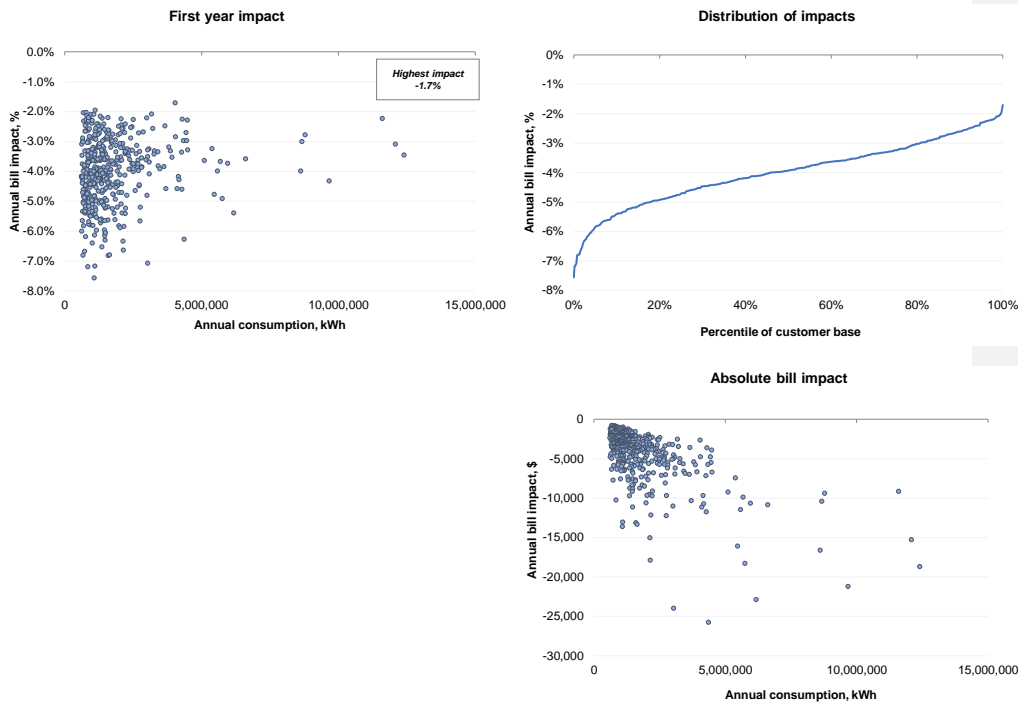 First year impact
0.0%
-1.0%
-2.0%
-3.0%
-4.0%
-5.0%
-6.0%
-7.0%
-8.0%
Annual bill impact, %
Highest impact
-1.7%
0 5,000,000 10,000,000 15,000,000
Annual consumption, kWh
Distribution of impacts
0%
-1%
-2%
-3%
-4%
-5%
-6%
-7%
-8%
Annual bill impact, %
0% 20% 40% 60% 80% 100%
Percentile of customer base
Absolute bill impact
0
-5,000
-10,000
-15,000
-20,000
-25,000
-30,000
Annual bill impact, $
0 5,000,000 10,000,000 15,000,000
Annual consumption, kWh